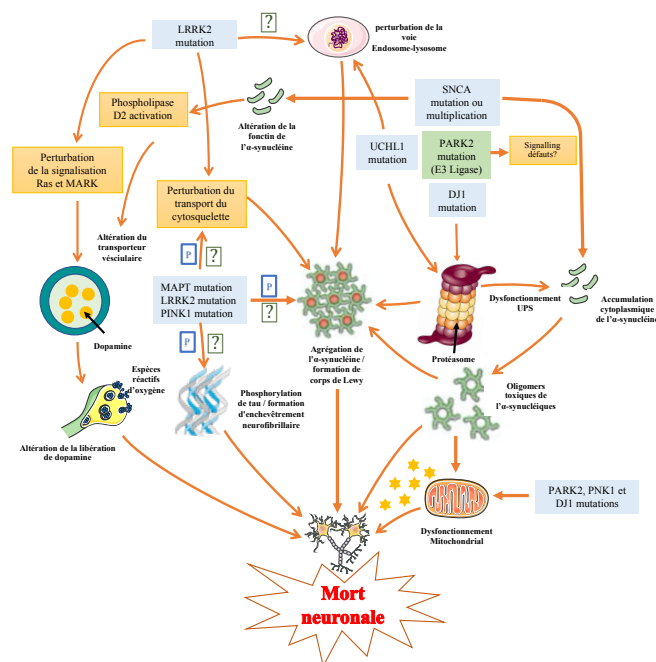 LRRK2
mutation
?
perturbation de la
voie
Endosome-lysosome
SNCA
mutation ou
multiplication
Phospholipase
D2 activation
Altération de la
fonctin de
l'α-synucléine
UCHL1
mutation
PARK2
mutation
(E3 Ligase)
Signalling
défauts?
Perturbation
de la signalisation
Ras et MARK
Perturbation du
transport du
cytosquelette
DJ1
mutation
Altération du
transporteur
vésciulaire
P
?
MAPT mutation
LRRK2 mutation
PINK1 mutation
P
?
Dysfonctionement
UPS
Accumulation
cytoplasmique
de l'α-synucléine
Dopamine
P
?
Agrégation de
l'α-synucléine /
formation de
corps de Lewy
Protéasome
Espèces
réactifs
d'oxygène
Phosphorylation
de tau / formation
d'enchevêtrement
neurofibrillaire
Oligomers
toxiques de
l'α-synucléiques
Altération de la libération
de dopamine
PARK2, PNK1 et
DJ1 mutations
Dysfonctionement
Mitochondrial
Mort
neuronale